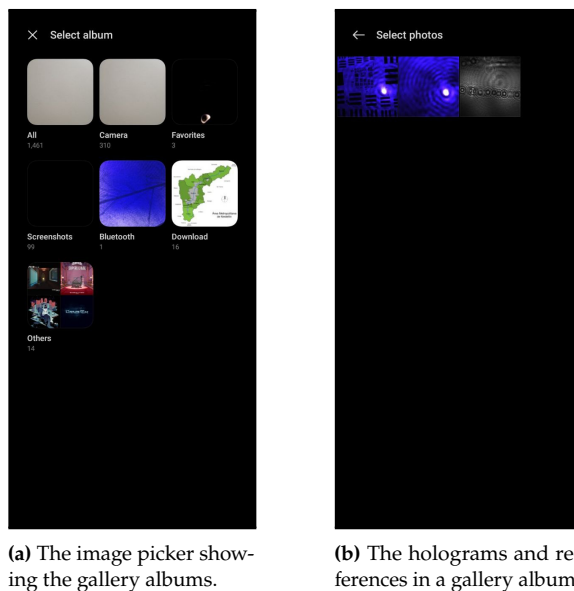 Select album
All
1,461
Camera
310
Favorites
3
Screenshots
99
Bluetooth
1
Download
16
Others
14
Select photos
(a) The image picker show-
ing the gallery albums.
(b) The holograms and re
ferences in a gallery album